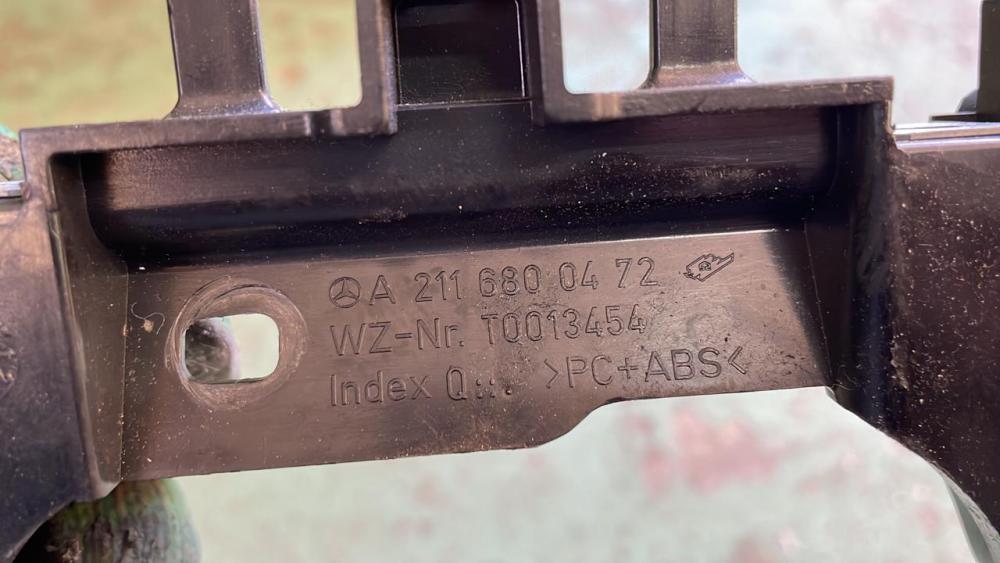 A 211 680 04 72
WZ-Nr. T0013454
Index Q::. >PC+ABS<